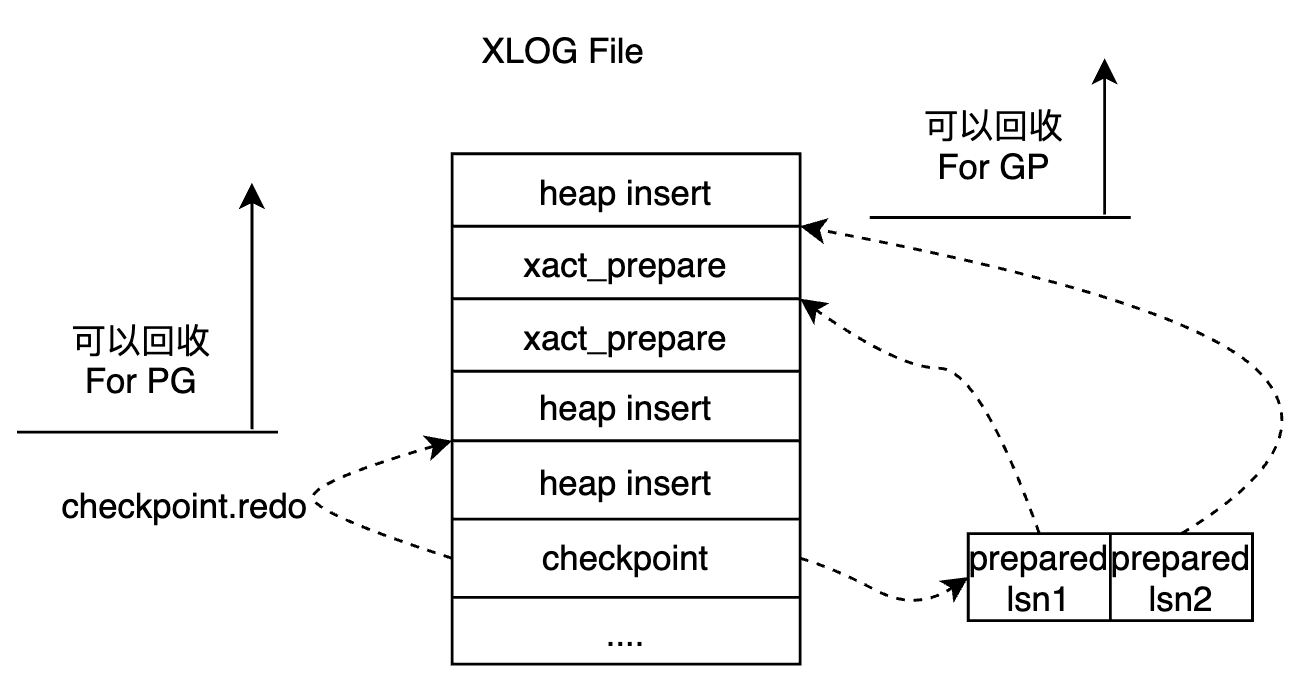 XLOG File
可以回收
For GP
heap insert
xact_prepare
xact_prepare
可以回收
For PG
heap insert
heap insert
checkpoint.redo
checkpoint
prepared
lsn1
prepared
lsn2
....